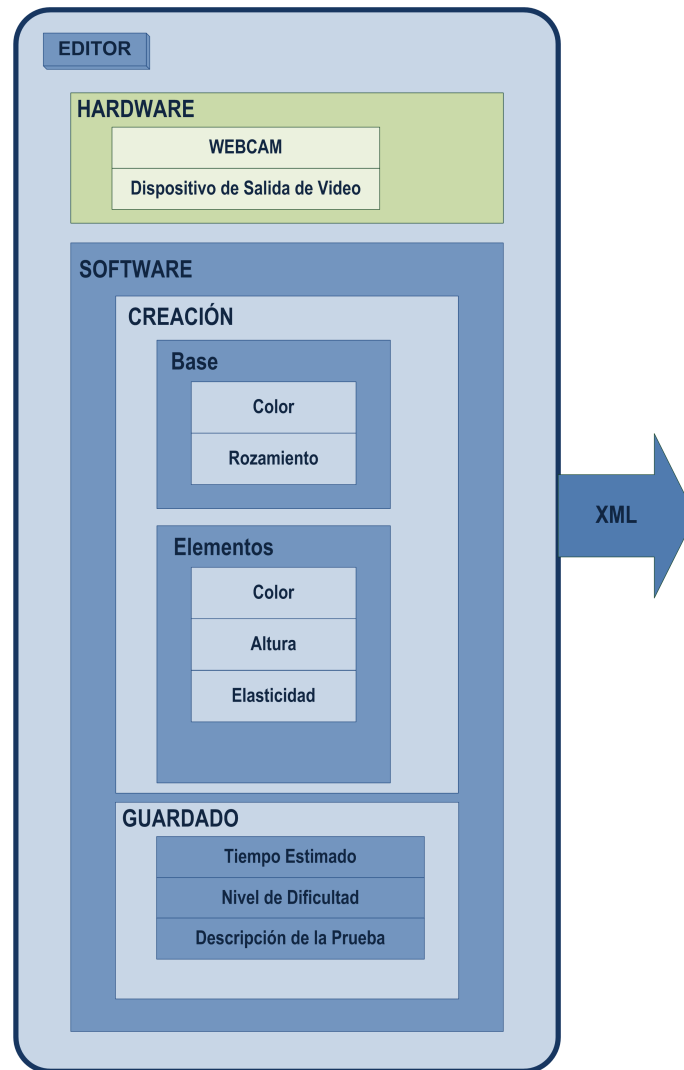 EDITOR
HARDWARE
WEBCAM
Dispositivo de Salida de Video
SOFTWARE
CREACIÓN
Base
Color
Rozamiento
Elementos
Color
Altura
Elasticidad
GUARDADO
Tiempo Estimado
Nivel de Dificultad
Descripción de la Prueba
XML